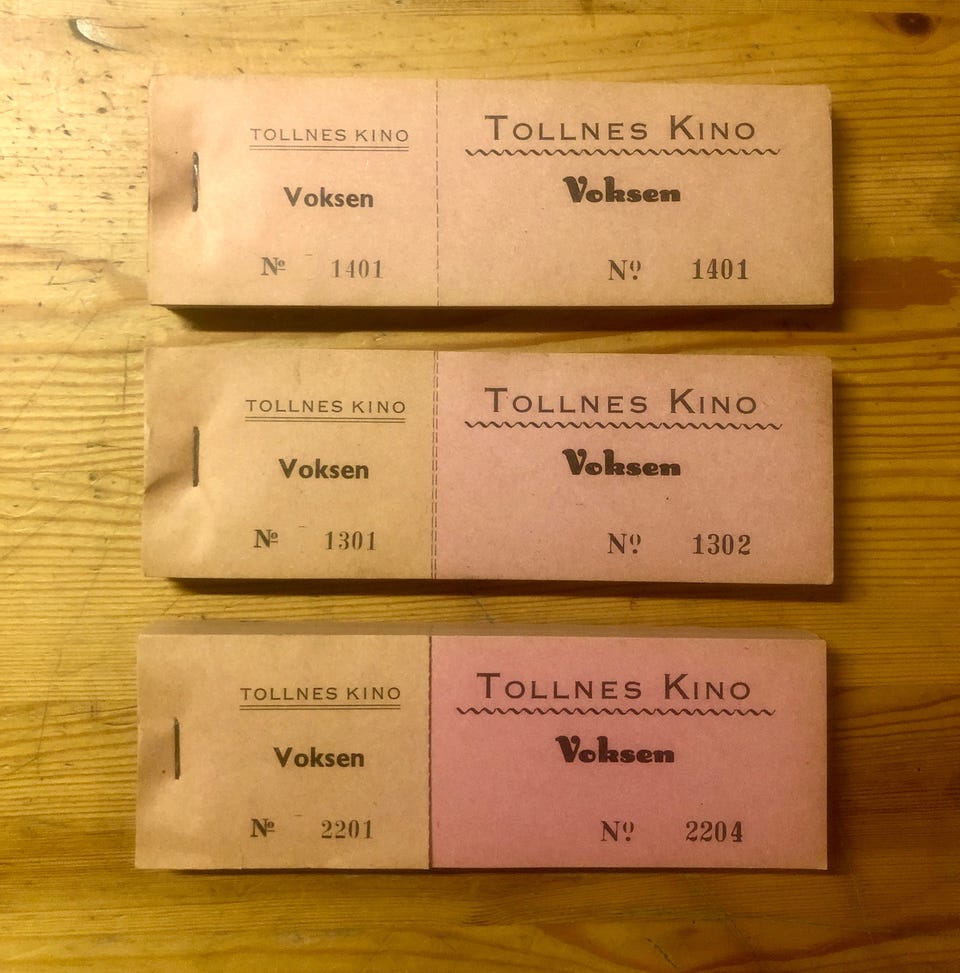 TOLLNES KINO
Voksen
№ 1401
TOLLNES KINO
Voksen
Nº 1401
TOLLNES KINO
Voksen
№ 1301
TOLLNES KINO
Voksen
Nº 1302
TOLLNES KINO
Voksen
№ 2201
TOLLNES KINO
Voksen
Nº 2204